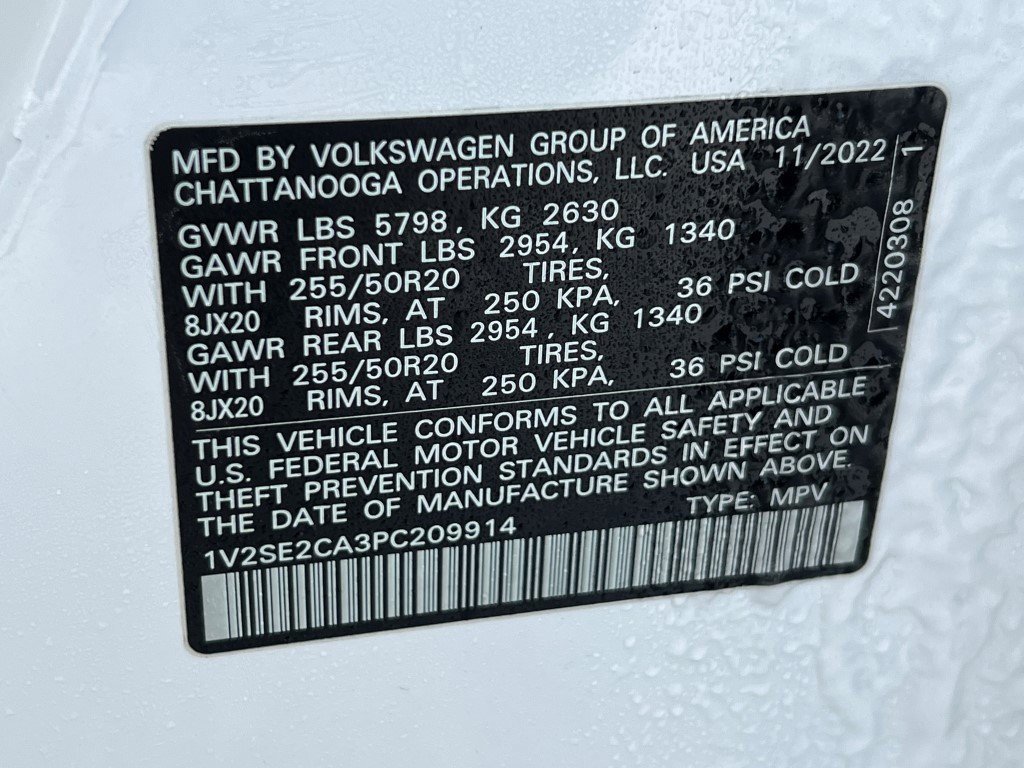 MFD BY VOLKSWAGEN GROUP OF AMERICA
CHATTANOOGA OPERATIONS, LLC. USA 11/2022
GVWR LBS 5798, KG 2630
GAWR FRONT LBS 2954, KG 1340
WITH 255/50R20 TIRES,
8JX20 RIMS, AT 250 KPA, 36 PSI COLD
GAWR REAR LBS 2954, KG 1340
WITH 255/50R20 TIRES,
8JX20 RIMS, AT 250 KPA, 36 PSI COLD
THIS VEHICLE CONFORMS TO ALL APPLICABLE
U.S. FEDERAL MOTOR VEHICLE SAFETY AND
THEFT PREVENTION STANDARDS IN EFFECT ON
THE DATE OF MANUFACTURE SHOWN ABOVE.
1V2SE2CA3PC209914 TYPE: MPV
4220308 1